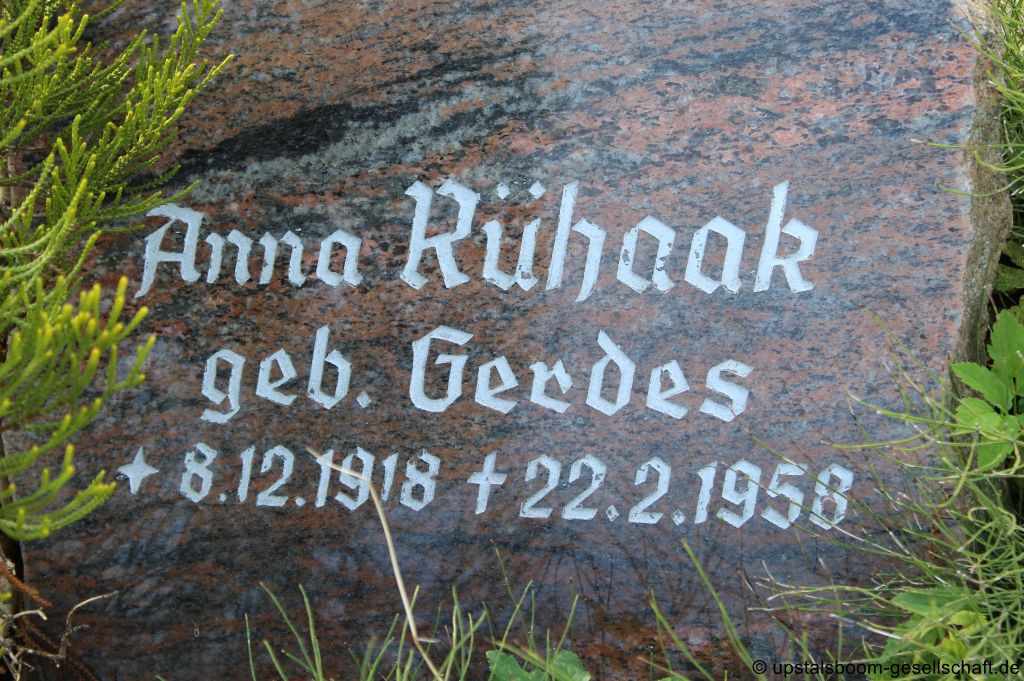 Anna Rühaak
geb. Gerdes
* 8.12.1918 † 22.2.1958
© upstalsboom-gesellschaft.de